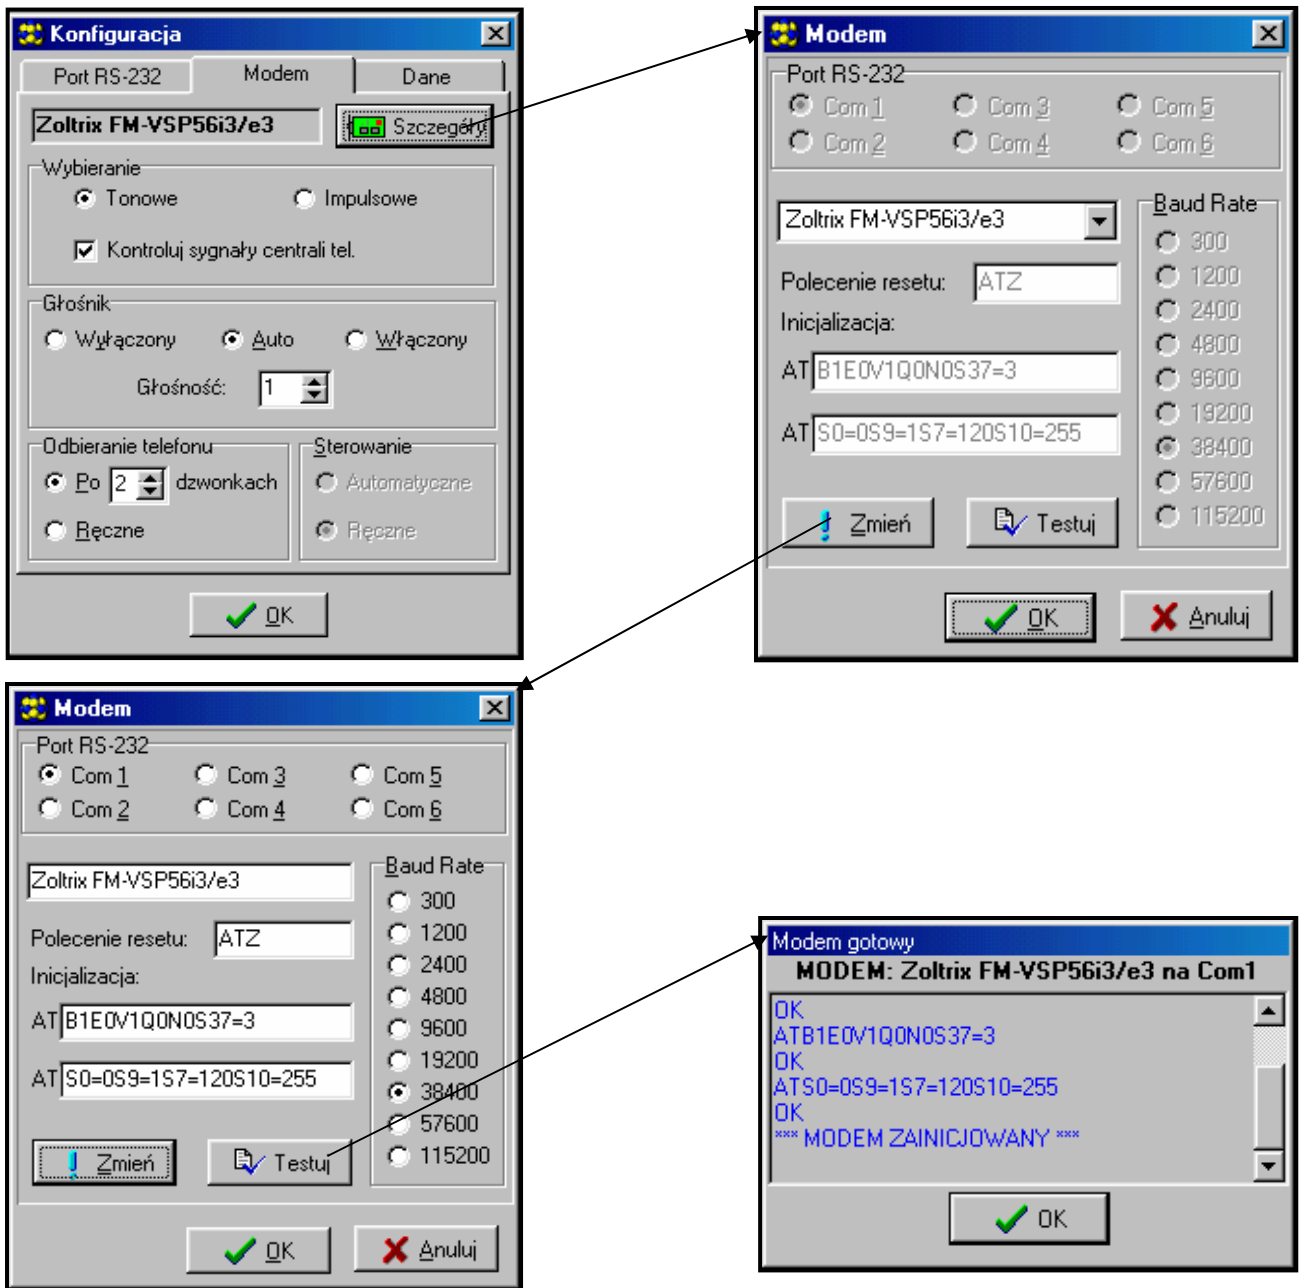 Konfiguracja
Port RS-232 Modem Dane
Zoltrix FM-VSP56i3/e3 Szczegóły
Wybieranie
Tonowe Impulsowe
Kontroluj sygnały centrali tel.
Głośnik
Wyłączony Auto Włączony
Głośność: 1
Odbieranie telefonu Sterowanie
Po 2 dzwonkach Automatyczne
Ręczne Ręczne
OK
Modem
Port RS-232
Com 1 Com 3 Com 5
Com 2 Com 4 Com 6
Zoltrix FM-VSP56i3/e3
Polecenie resetu: ATZ
Inicjalizacja:
AT B1E0V1Q0N0S37=3
AT S0=0S9=1S7=120S10=255
Baud Rate
300
1200
2400
4800
9600
19200
38400
57600
115200
Zmień Testuj
OK Anuluj
Modem
Port RS-232
Com 1 Com 3 Com 5
Com 2 Com 4 Com 6
Zoltrix FM-VSP56i3/e3
Polecenie resetu: ATZ
Inicjalizacja:
AT B1E0V1Q0N0S37=3
AT S0=0S9=1S7=120S10=255
Baud Rate
300
1200
2400
4800
9600
19200
38400
57600
115200
Zmień Testuj
OK Anuluj
Modem gotowy
MODEM: Zoltrix FM-VSP56i3/e3 na Com1
OK
ATB1E0V1Q0N0S37=3
OK
ATS0=0S9=1S7=120S10=255
OK
*** MODEM ZAINICJOWANY ***
OK